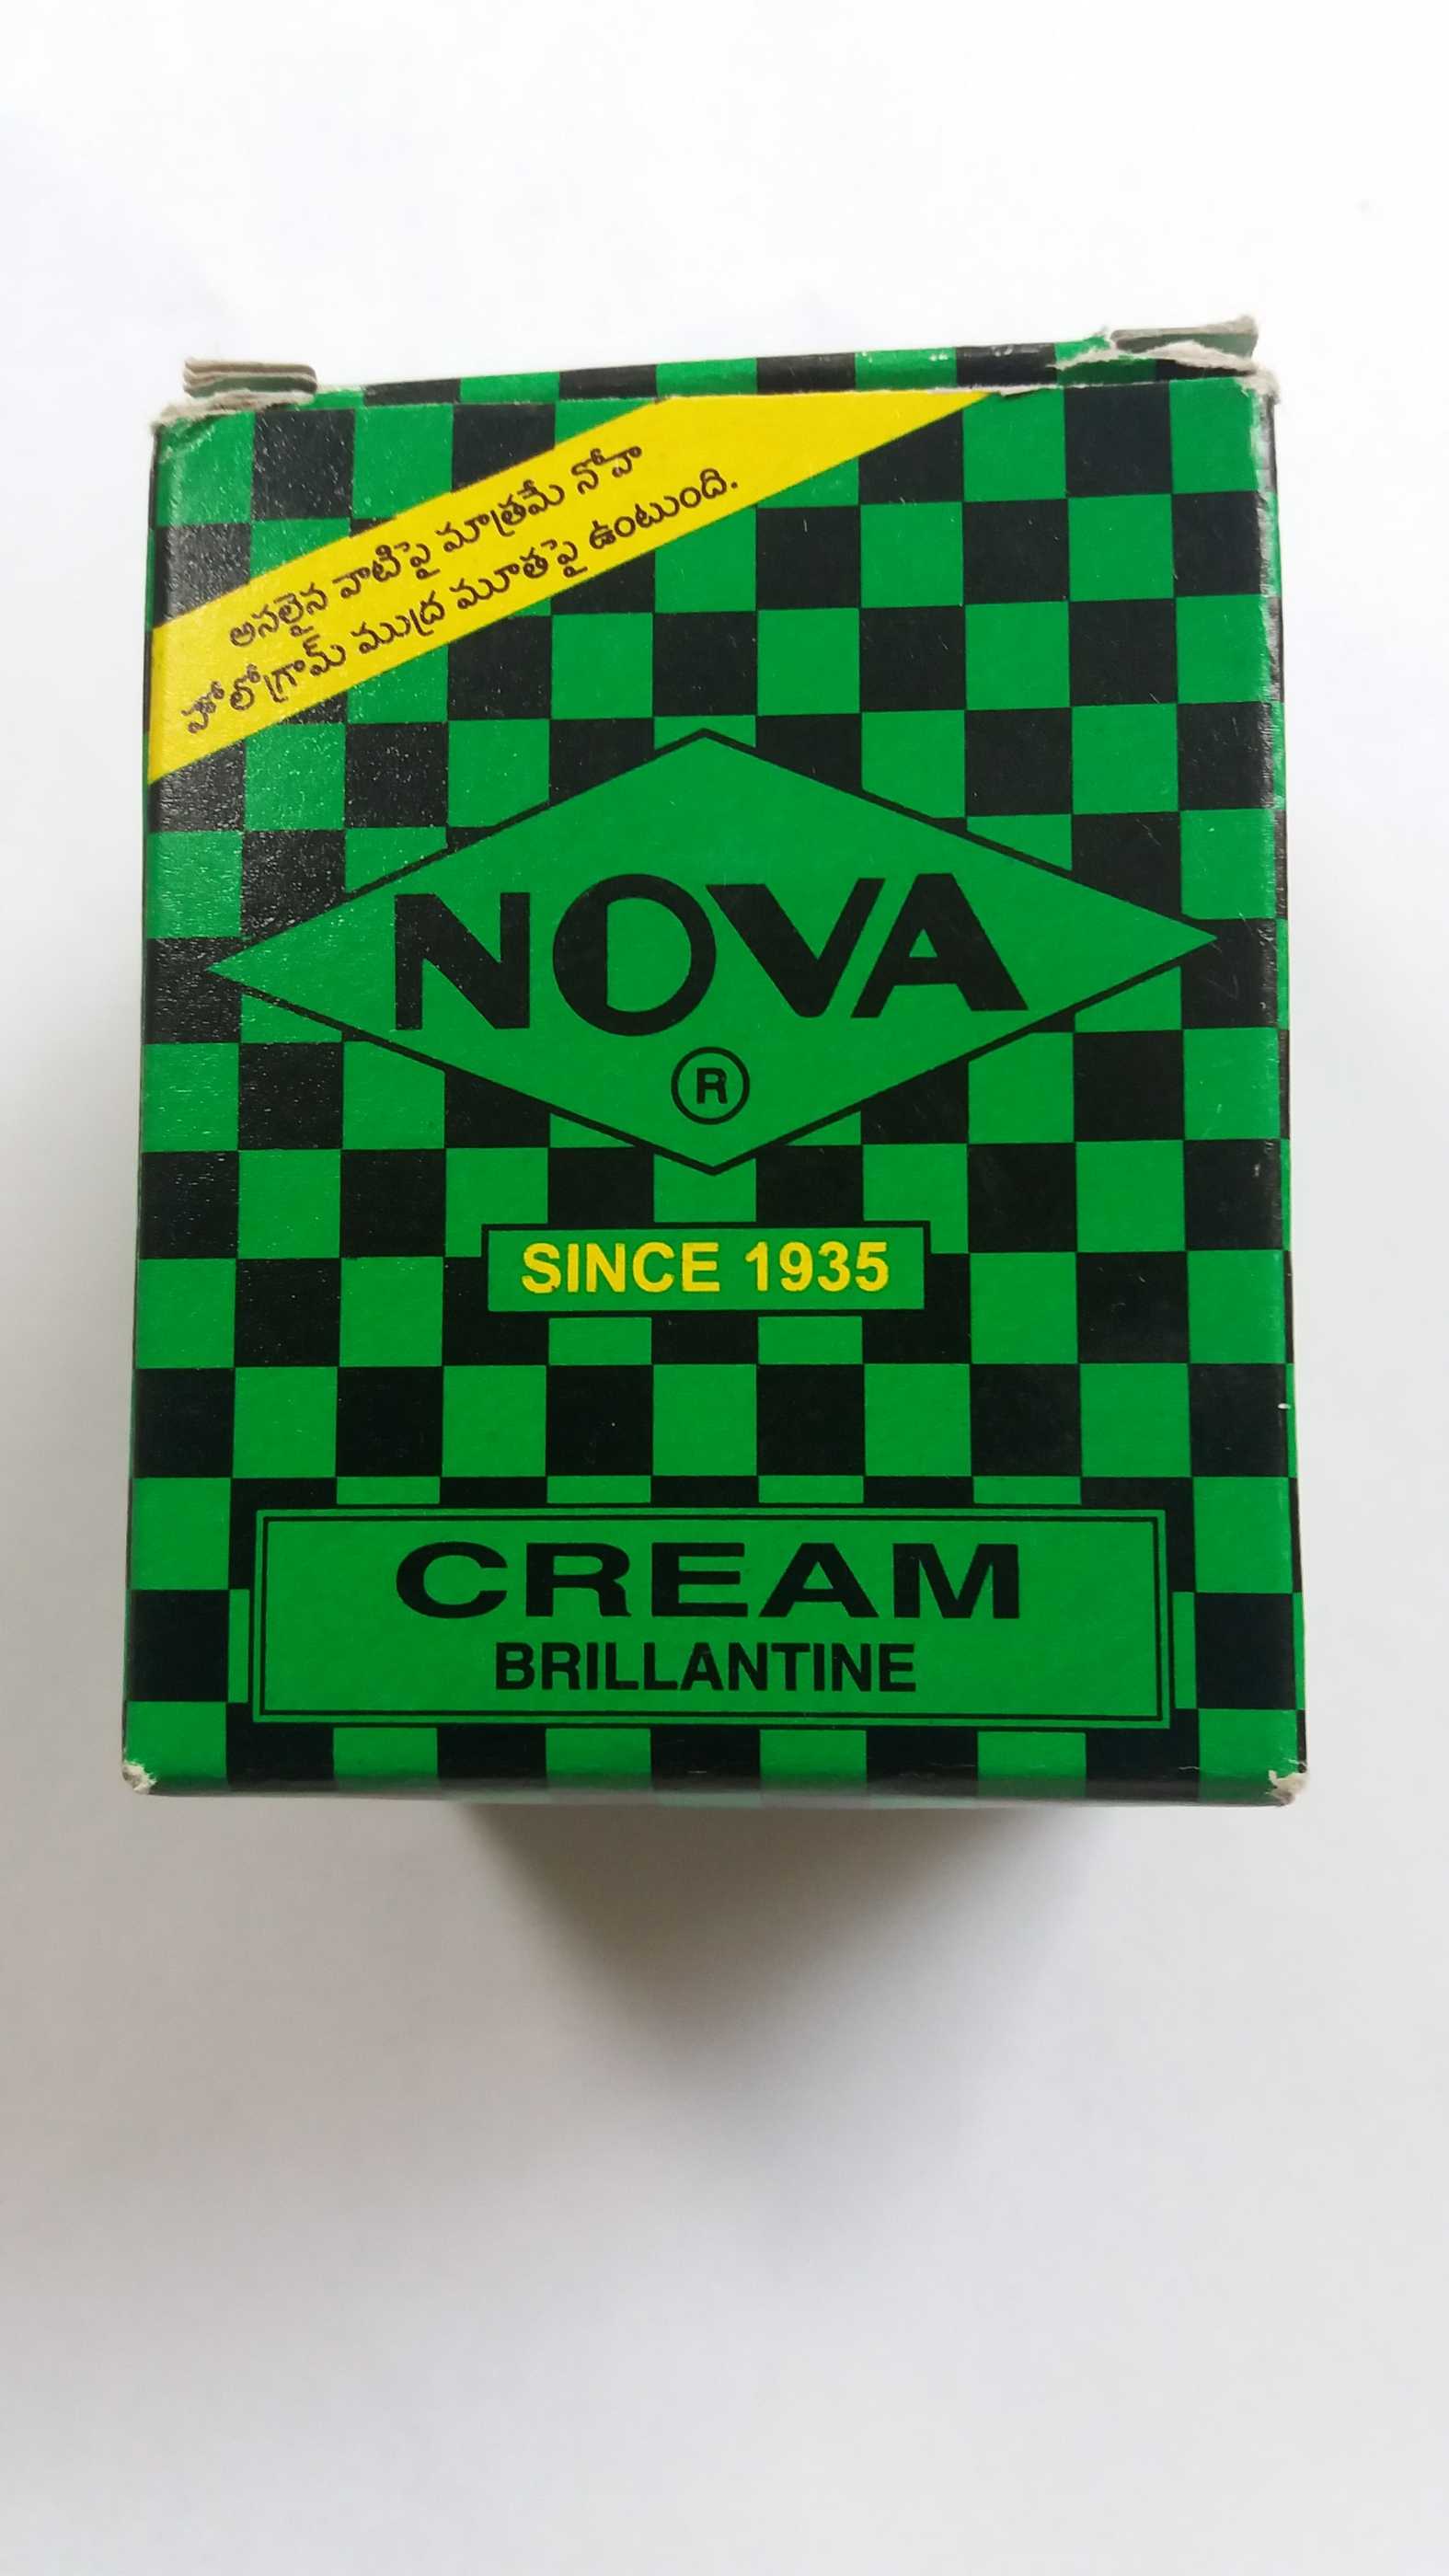 అసలైన వాటిపై మాత్రమే నోవా
హోలోగ్రామ్ ముద్ర మూతపై ఉంటుంది.
NOVA
®
SINCE 1935
CREAM
BRILLANTINE